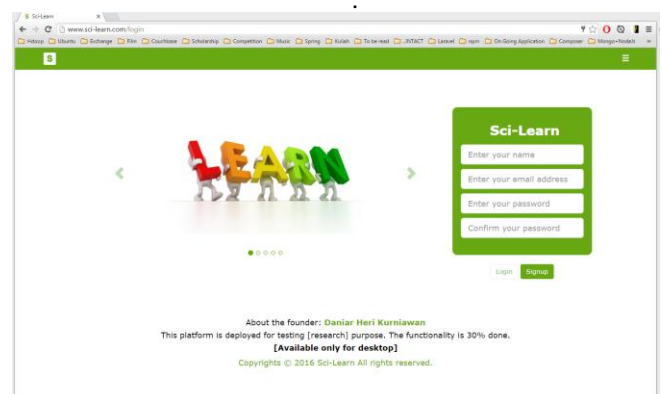 .
S Sci-Learn
www.sci-learn.com/login
Ubuntu Exchange Film Couchbase Scholarship Competition Music Spring Kuliah To be read ..INTACT Laravel npm On Going Application Composer Mongo+NodeJs
S
LEARN
Sci-Learn
Enter your name
Enter your email address
Enter your password
Confirm your password
Login Signup
About the founder: Daniar Heri Kurniawan
This platform is deployed for testing [research] purpose. The functionality is 30% done.
[Available only for desktop]
Copyrights © 2016 Sci-Learn All rights reserved.